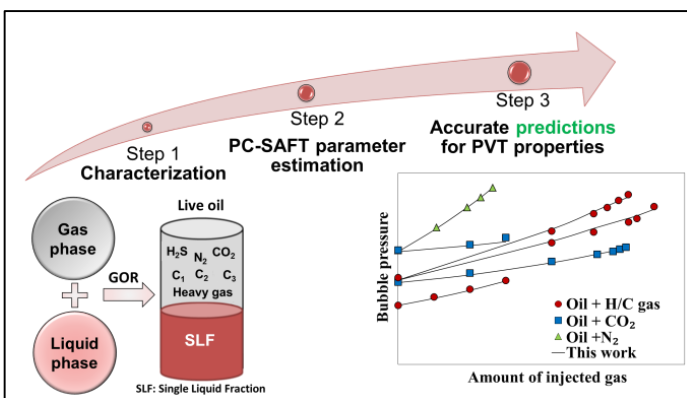 Step 1
Characterization
Step 2
PC-SAFT parameter
estimation
Step 3
Accurate predictions
for PVT properties
Gas
phase
Liquid
phase
GOR
Live oil
H₂S N₂ CO₂
C₁ C₂ C₃
Heavy gas
SLF
SLF: Single Liquid Fraction
Bubble pressure
Oil + H/C gas
Oil + CO₂
Oil +N₂
This work
Amount of injected gas